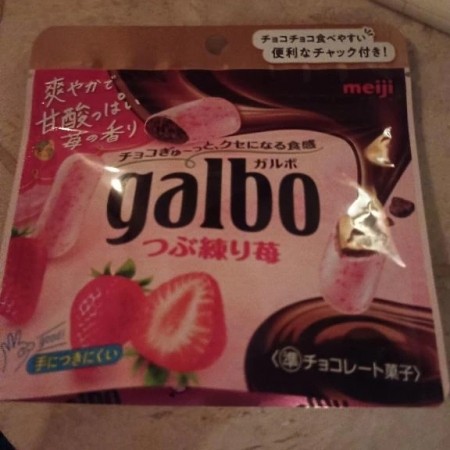 チョコチョコ食べやすい
便利なチャック付き!
meiji
爽やかで
甘酸っぱい
苺の香り
チョコぎゅーっと、クセになる食感
ガルボ
galbo
つぶ練り苺
手につきにくい
〈準チョコレート菓子〉